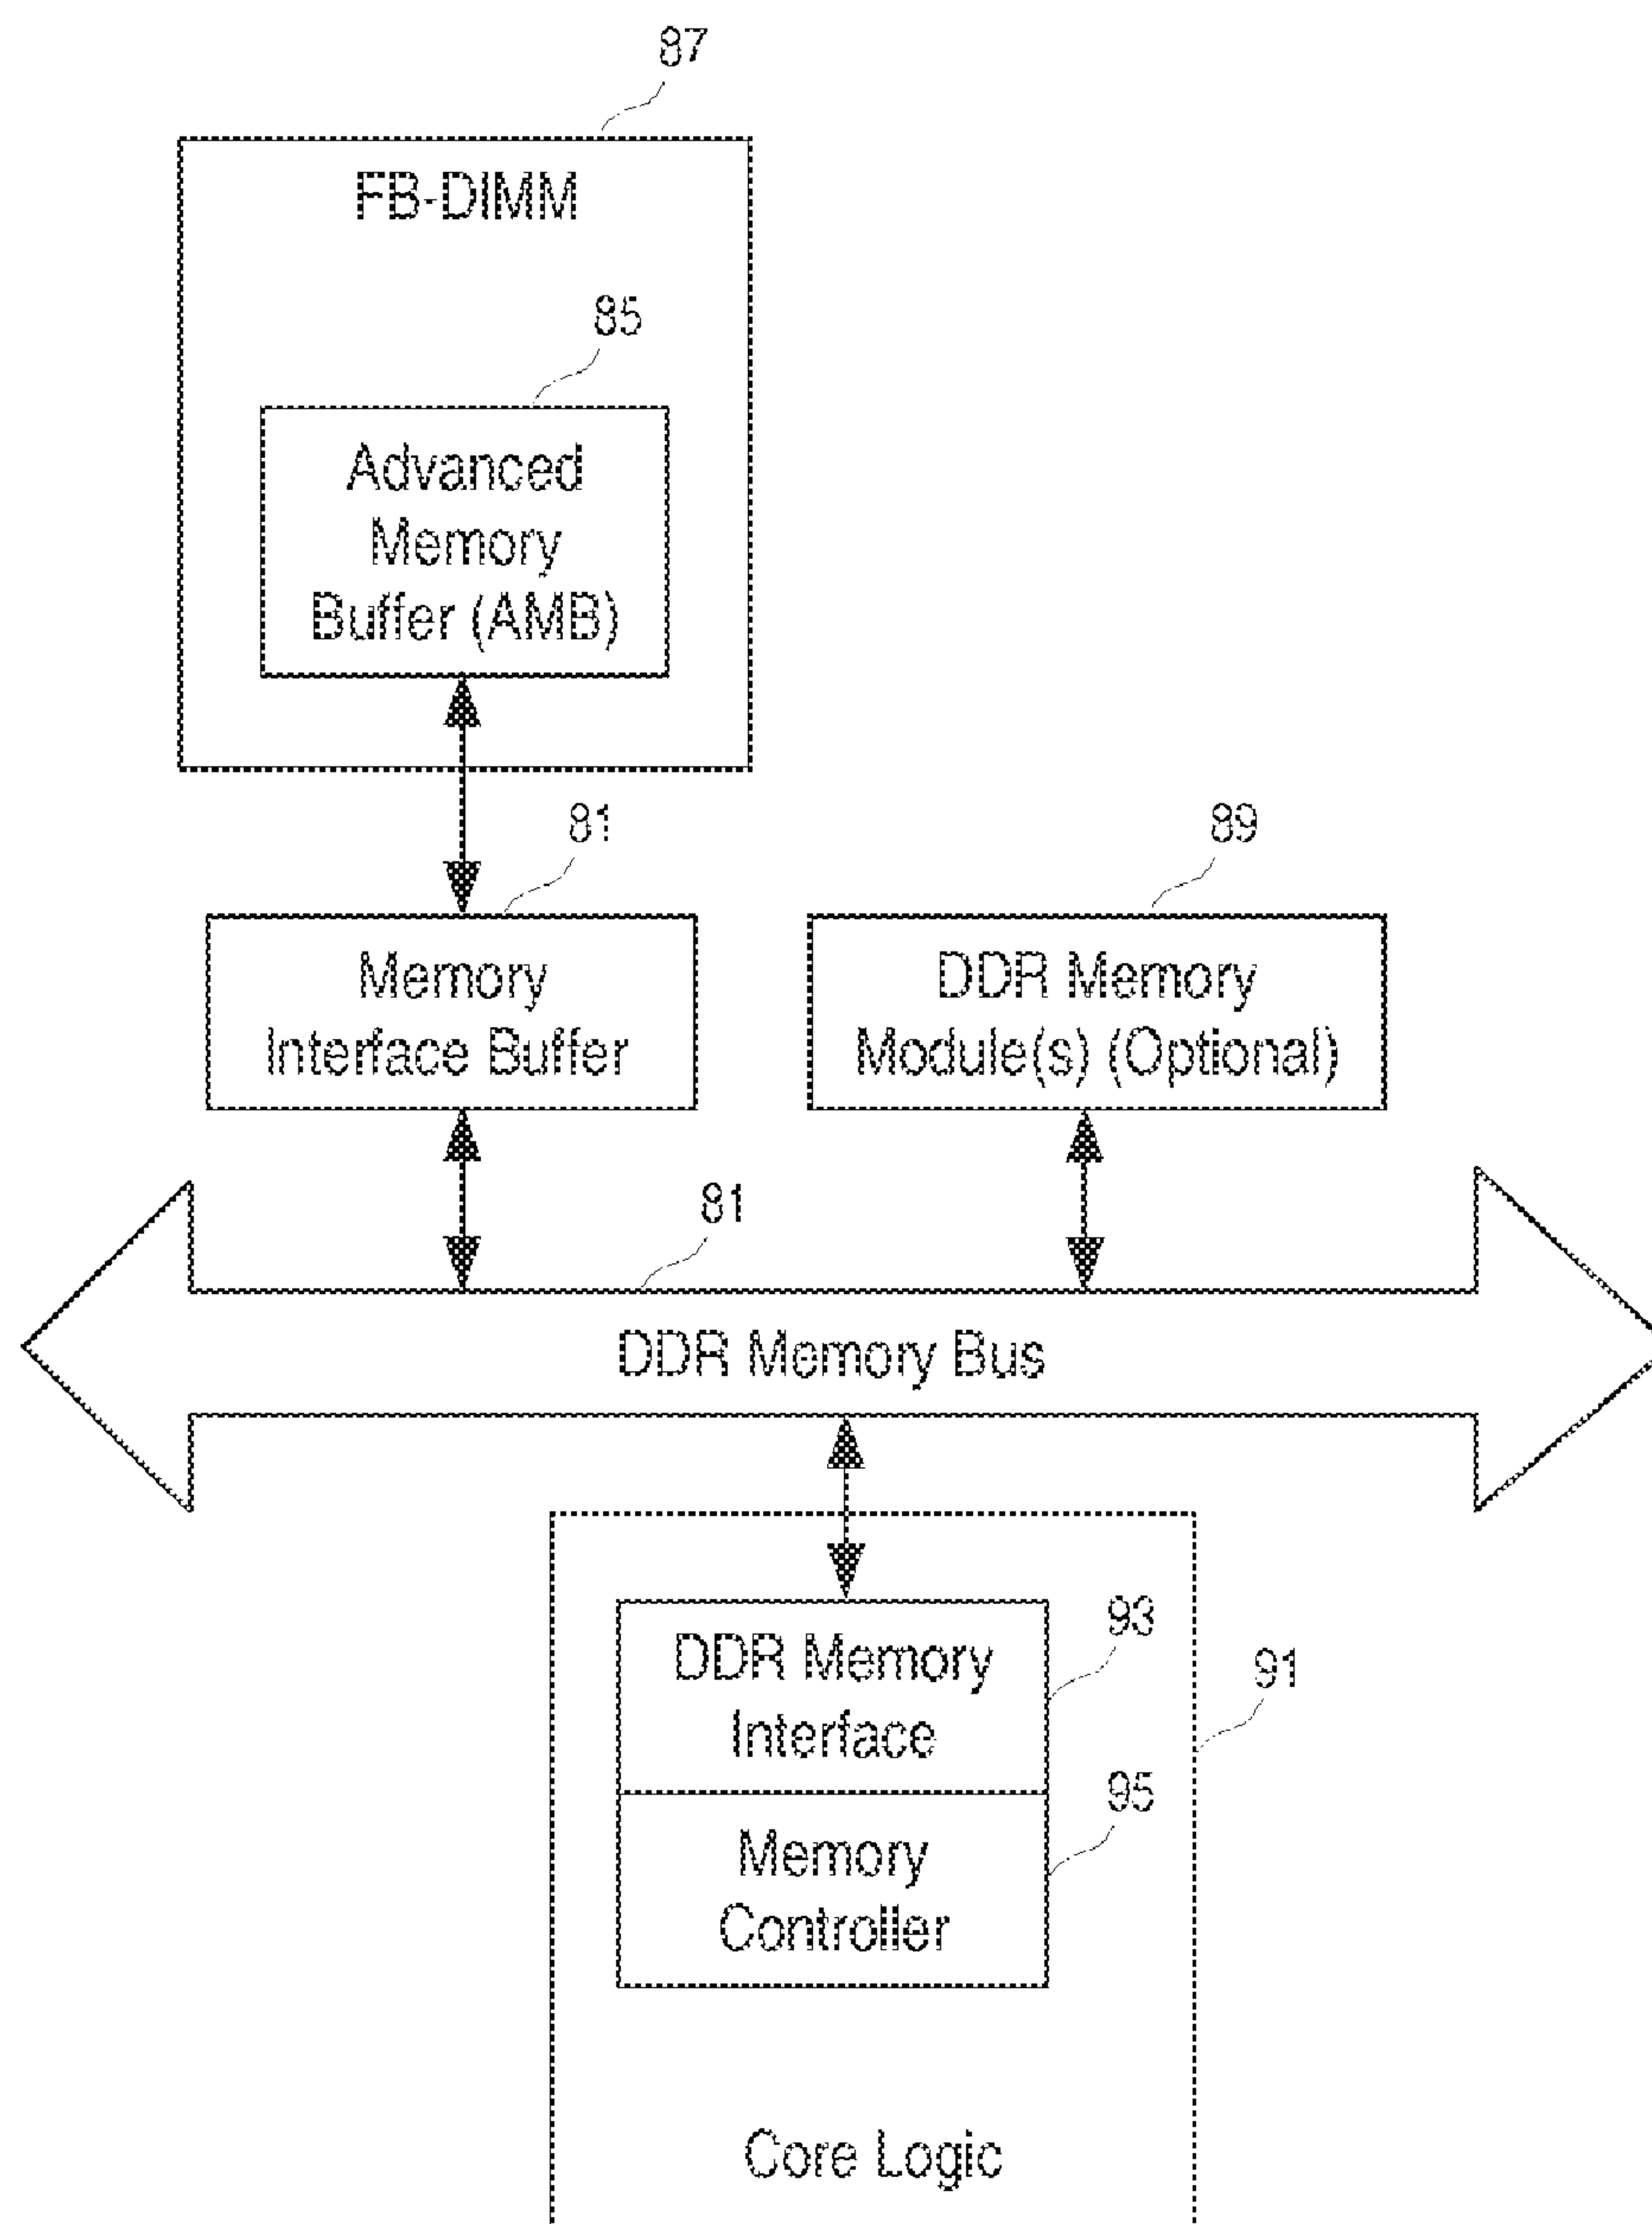 87
FB-DIMM
85
Advanced
Memory
Buffer (AMB)
81
89
Memory
Interface Buffer
DDR Memory
Module(s) (Optional)
81
DDR Memory Bus
93
DDR Memory
Interface
91
95
Memory
Controller
Core Logic